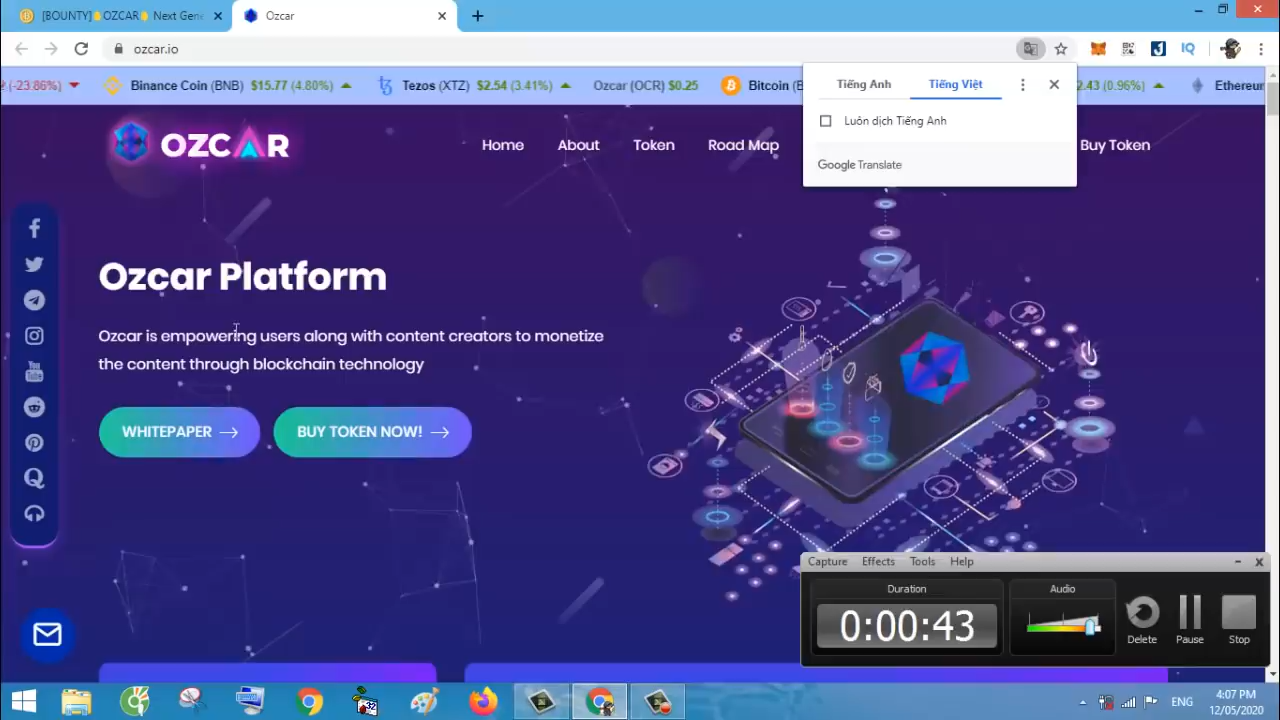 [BOUNTY]🔸OZCAR🔸 Next Gene
Ozcar
ozcar.io
(-23.86%)
Binance Coin (BNB) $15.77 (4.80%)
Tezos (XTZ) $2.54 (3.41%)
Ozcar (OCR) $0.25
Bitcoin (B
2.43 (0.96%)
Ethereum
Tiếng Anh
Tiếng Việt
Luôn dịch Tiếng Anh
Google Translate
OZCAR
Home
About
Token
Road Map
Buy Token
Ozcar Platform
Ozcar is empowering users along with content creators to monetize
the content through blockchain technology
WHITEPAPER
BUY TOKEN NOW!
Capture
Effects
Tools
Help
Duration
Audio
0:00:43
Delete
Pause
Stop
ENG
4:07 PM
12/05/2020